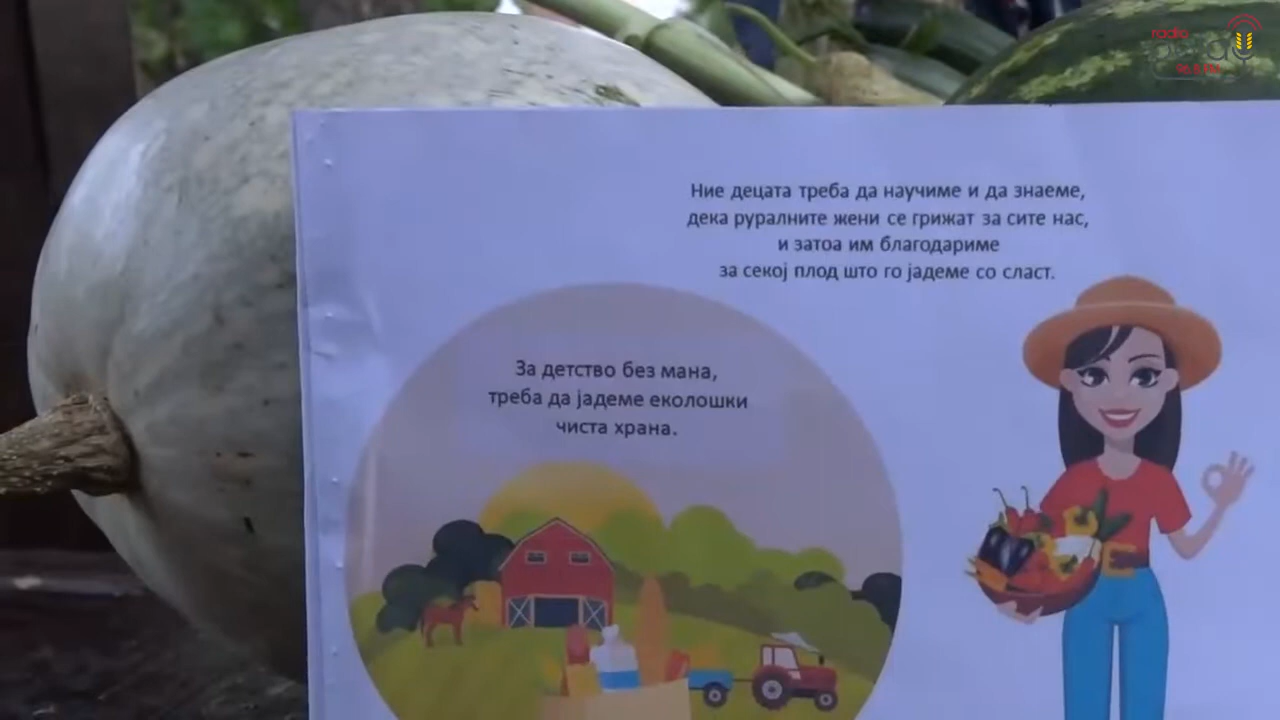 Ние децата треба да научиме и да знаеме,
дека руралните жени се грижат за сите нас,
и затоа им благодариме
за секој плод што го јадеме со сласт.
За детство без мана,
треба да јадеме еколошки
чиста храна.
radio